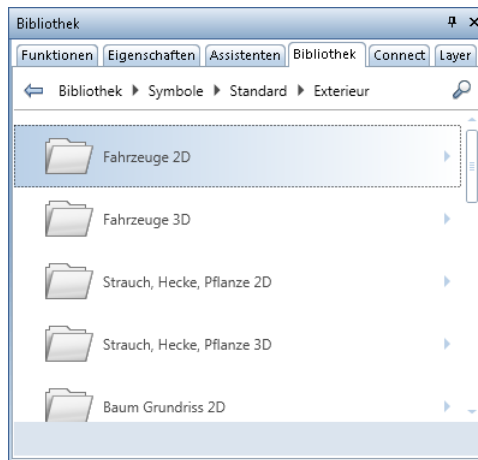 Bibliothek
Funktionen Eigenschaften Assistenten Bibliothek Connect Layer
Bibliothek Symbole Standard Exterieur
Fahrzeuge 2D
Fahrzeuge 3D
Strauch, Hecke, Pflanze 2D
Strauch, Hecke, Pflanze 3D
Baum Grundriss 2D